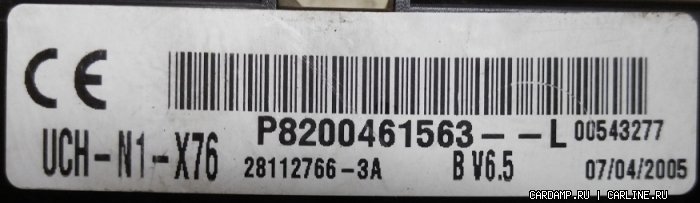 CE
P8200461563--L 00543277
UCH-N1-X76 28112766-3A B V6.5 07/04/2005
CARDAMP.RU | CARLINE.RU